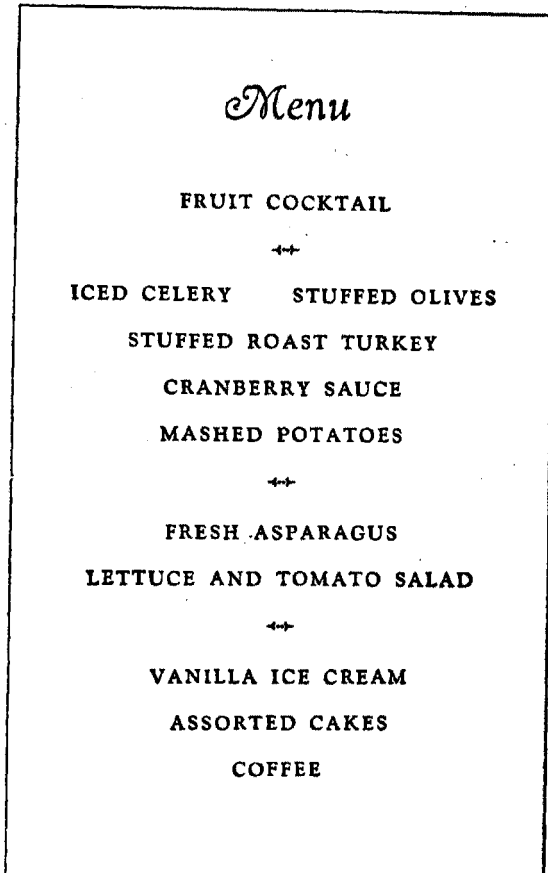 Menu
FRUIT COCKTAIL
ICED CELERY STUFFED OLIVES
STUFFED ROAST TURKEY
CRANBERRY SAUCE
MASHED POTATOES
FRESH ASPARAGUS
LETTUCE AND TOMATO SALAD
VANILLA ICE CREAM
ASSORTED CAKES
COFFEE